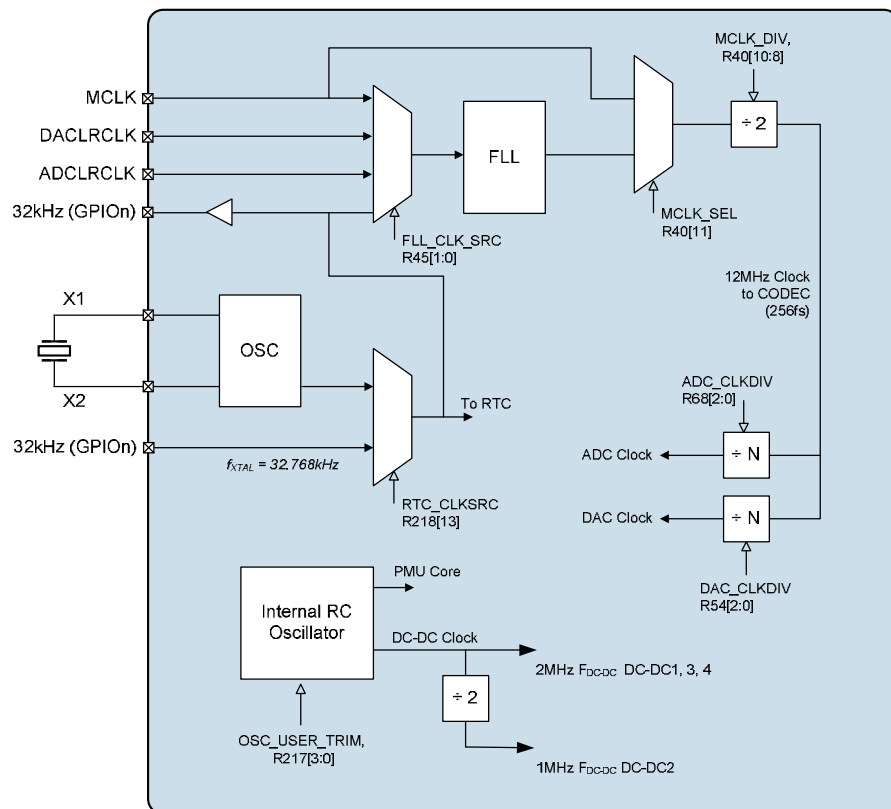 MCLK_DIV,
R40[10:8]
MCLK
DACLRCLK
ADCLRCLK
32kHz (GPIOn)
FLL
÷ 2
FLL_CLK_SRC
R45[1:0]
MCLK_SEL
R40[11]
12MHz Clock
to CODEC
(256fs)
X1
OSC
X2
To RTC
32kHz (GPIOn)
fXTAL = 32.768kHz
RTC_CLKSRC
R218[13]
ADC_CLKDIV
R68[2:0]
ADC Clock
÷ N
DAC Clock
÷ N
DAC_CLKDIV
R54[2:0]
Internal RC
Oscillator
PMU Core
DC-DC Clock
2MHz FDC-DC DC-DC1, 3, 4
÷ 2
1MHz FDC-DC DC-DC2
OSC_USER_TRIM,
R217[3:0]